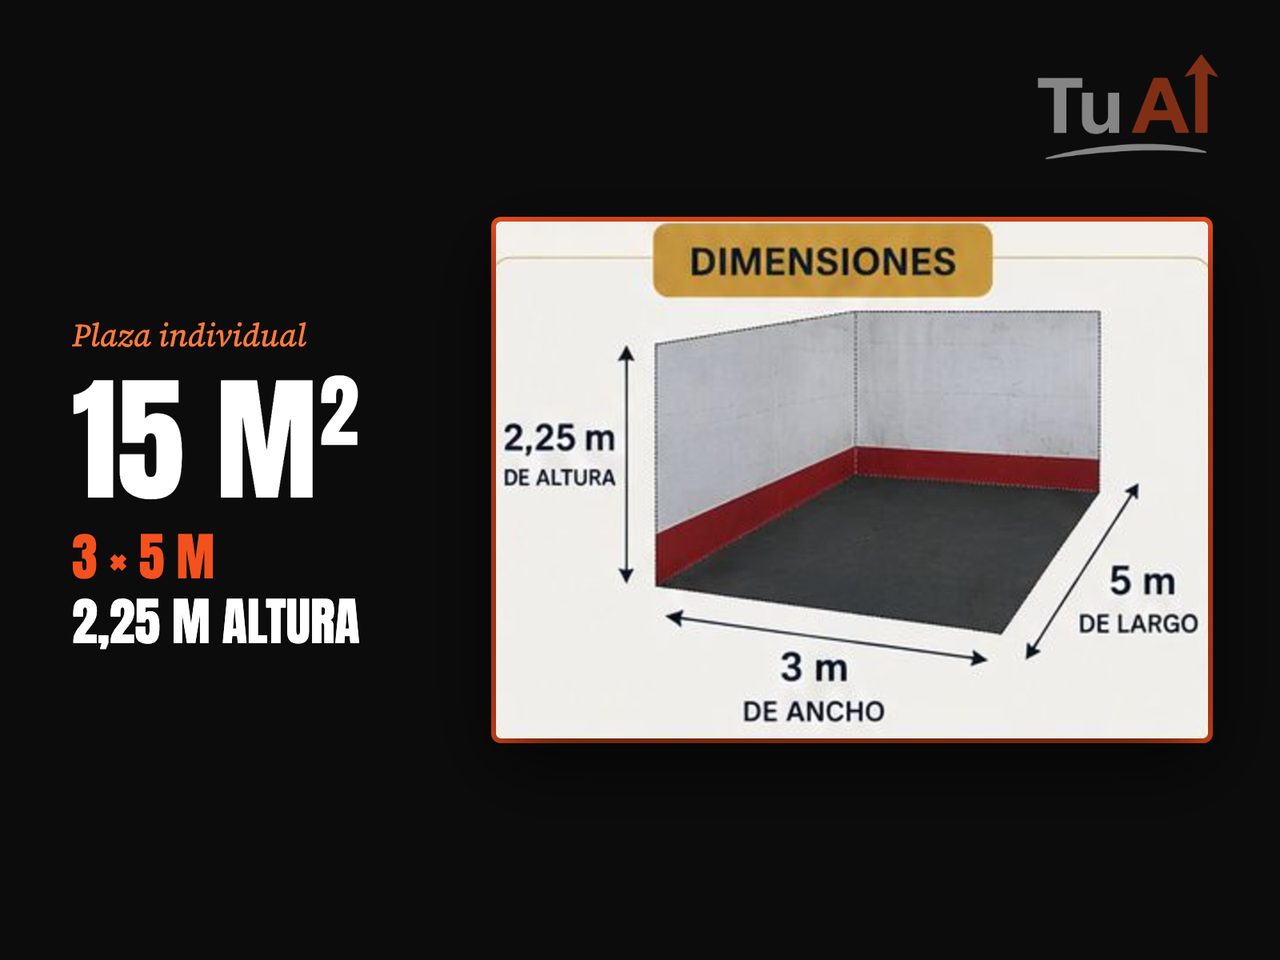 Tu AI
Plaza individual
15 M²
3 × 5 M
2,25 M ALTURA
DIMENSIONES
2,25 m
DE ALTURA
5 m
DE LARGO
3 m
DE ANCHO